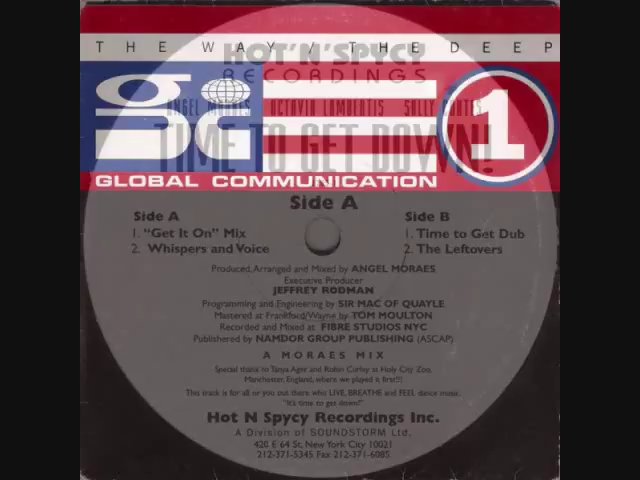 THE WAY / THE DEEP
HOT'N'SPYCY
RECORDINGS
ANGEL MORAES OCTAVIA LAMBERTIS SALLY CORTES
TIME TO GET DOWN!
1
GLOBAL COMMUNICATION
Side A
Side A
1. "Get It On" Mix
2. Whispers and Voice
Side B
1. Time to Get Dub
2. The Leftovers
Produced, Arranged and Mixed by ANGEL MORAES
Executive Producer
JEFFREY RODMAN
Programming and Engineering by SIR MAC OF QUAYLE
Mastered at Frankford/Wayne by TOM MOULTON
Recorded and Mixed at FIBRE STUDIOS NYC
Publishered by NAMDOR GROUP PUBLISHING (ASCAP)
A MORAES MIX
Special thanx to Tanya Ager and Robin Curley at Holy City Zoo,
Manchester, England, where we played it first!!!
This track is for all or you out there who LIVE, BREATHE and FEEL dance music.
"It's time to get down!"
Hot N Spycy Recordings Inc.
A Division of SOUNDSTORM Ltd.
420 E 64 St, New York City 10021
212-371-5345 Fax 212-371-6085